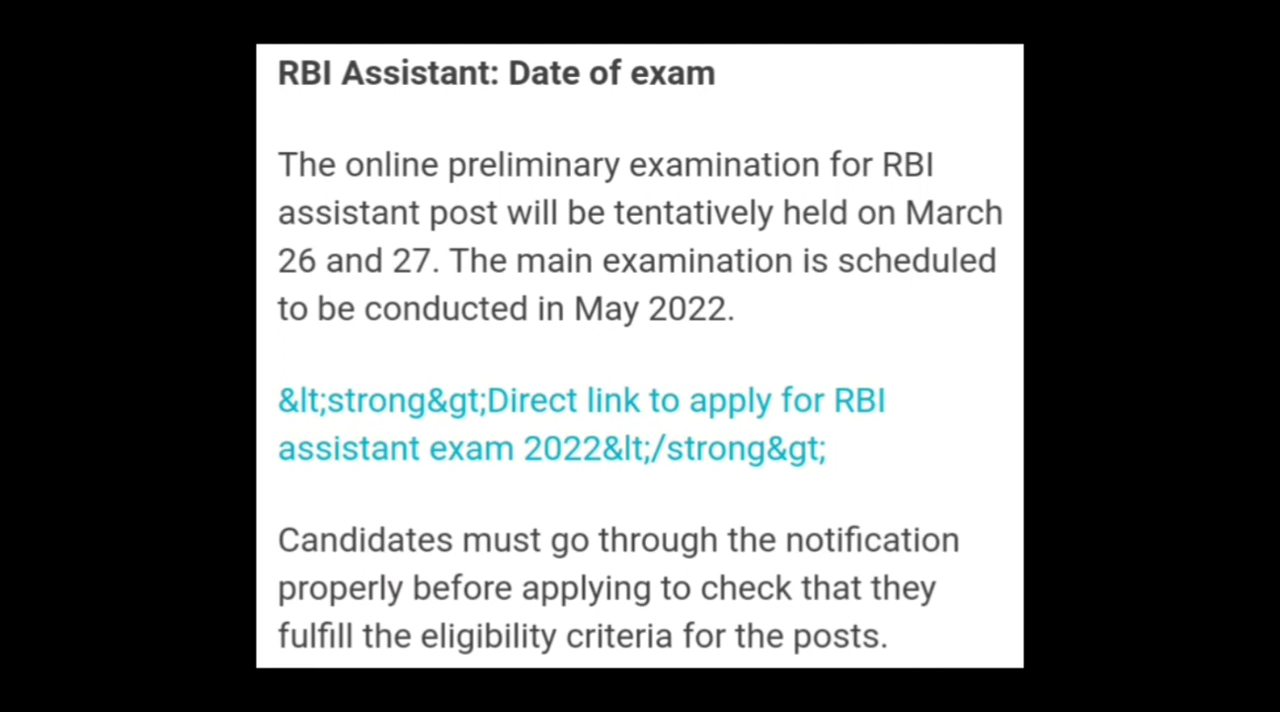 RBI Assistant: Date of exam
The online preliminary examination for RBI
assistant post will be tentatively held on March
26 and 27. The main examination is scheduled
to be conducted in May 2022.
&lt;strong&gt;Direct link to apply for RBI
assistant exam 2022&lt;/strong&gt;
Candidates must go through the notification
properly before applying to check that they
fulfill the eligibility criteria for the posts.